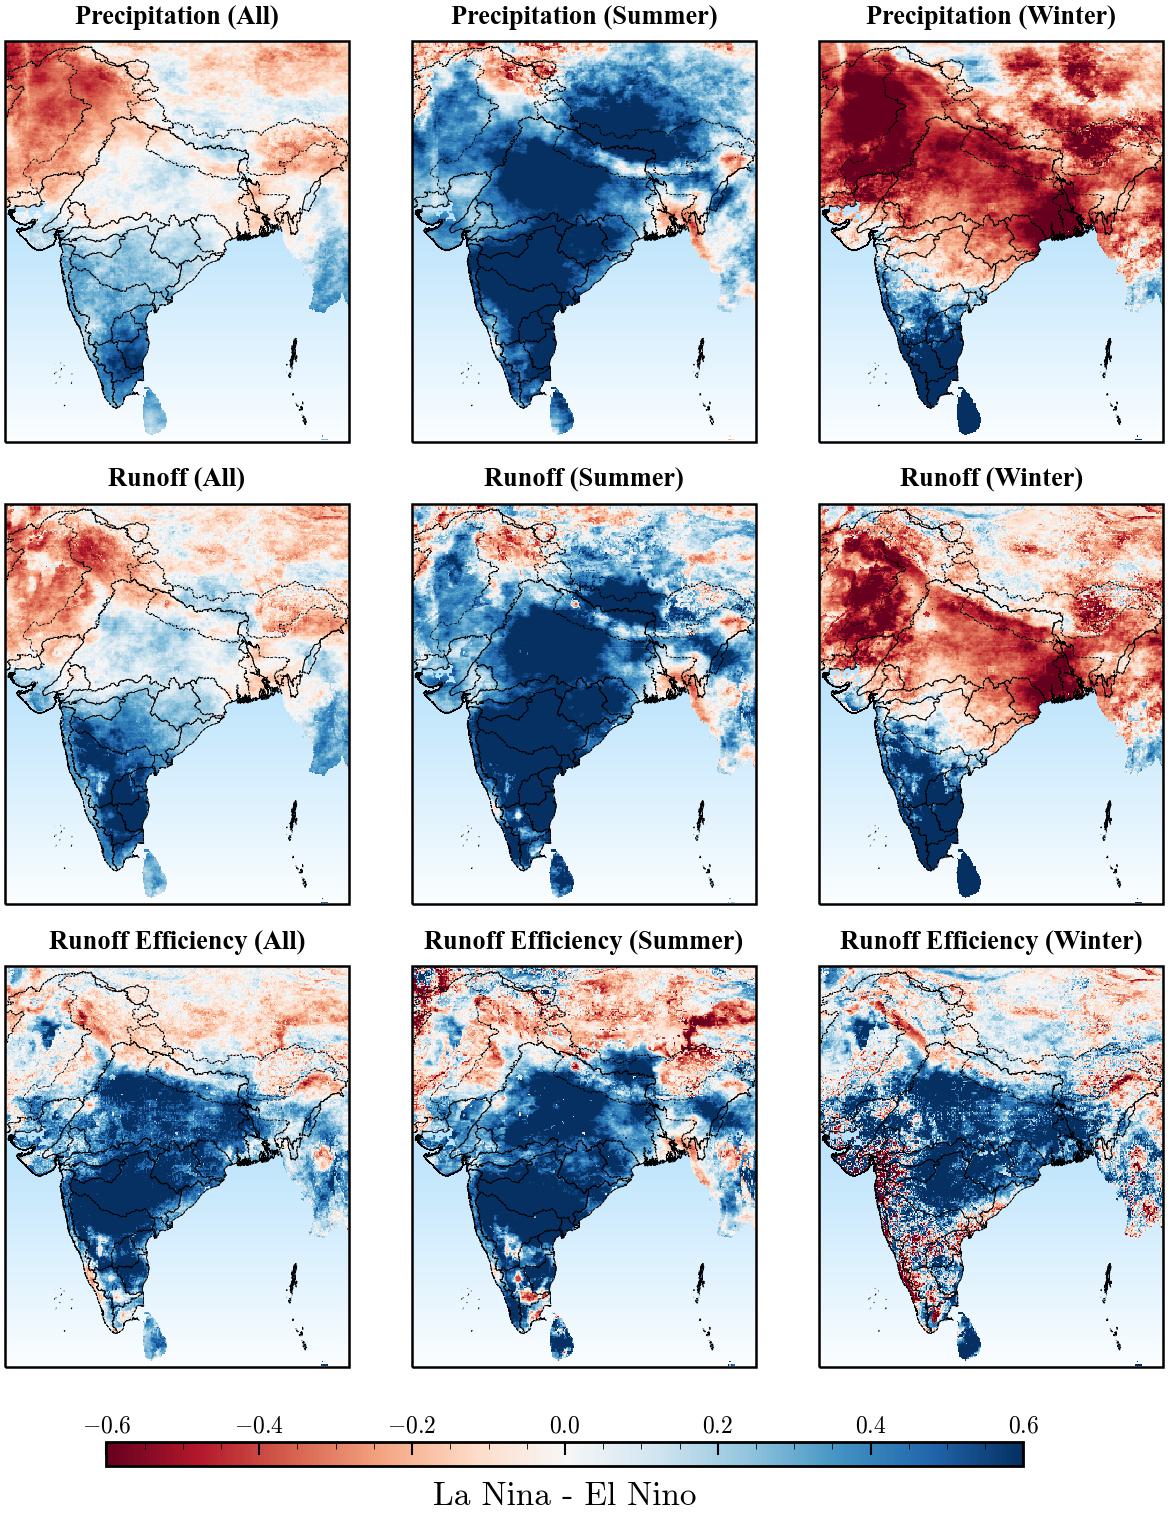 Precipitation (All)
Precipitation (Summer)
Precipitation (Winter)
Runoff (All)
Runoff (Summer)
Runoff (Winter)
Runoff Efficiency (All)
Runoff Efficiency (Summer)
Runoff Efficiency (Winter)
−0.6 −0.4 −0.2 0.0 0.2 0.4 0.6
La Nina - El Nino